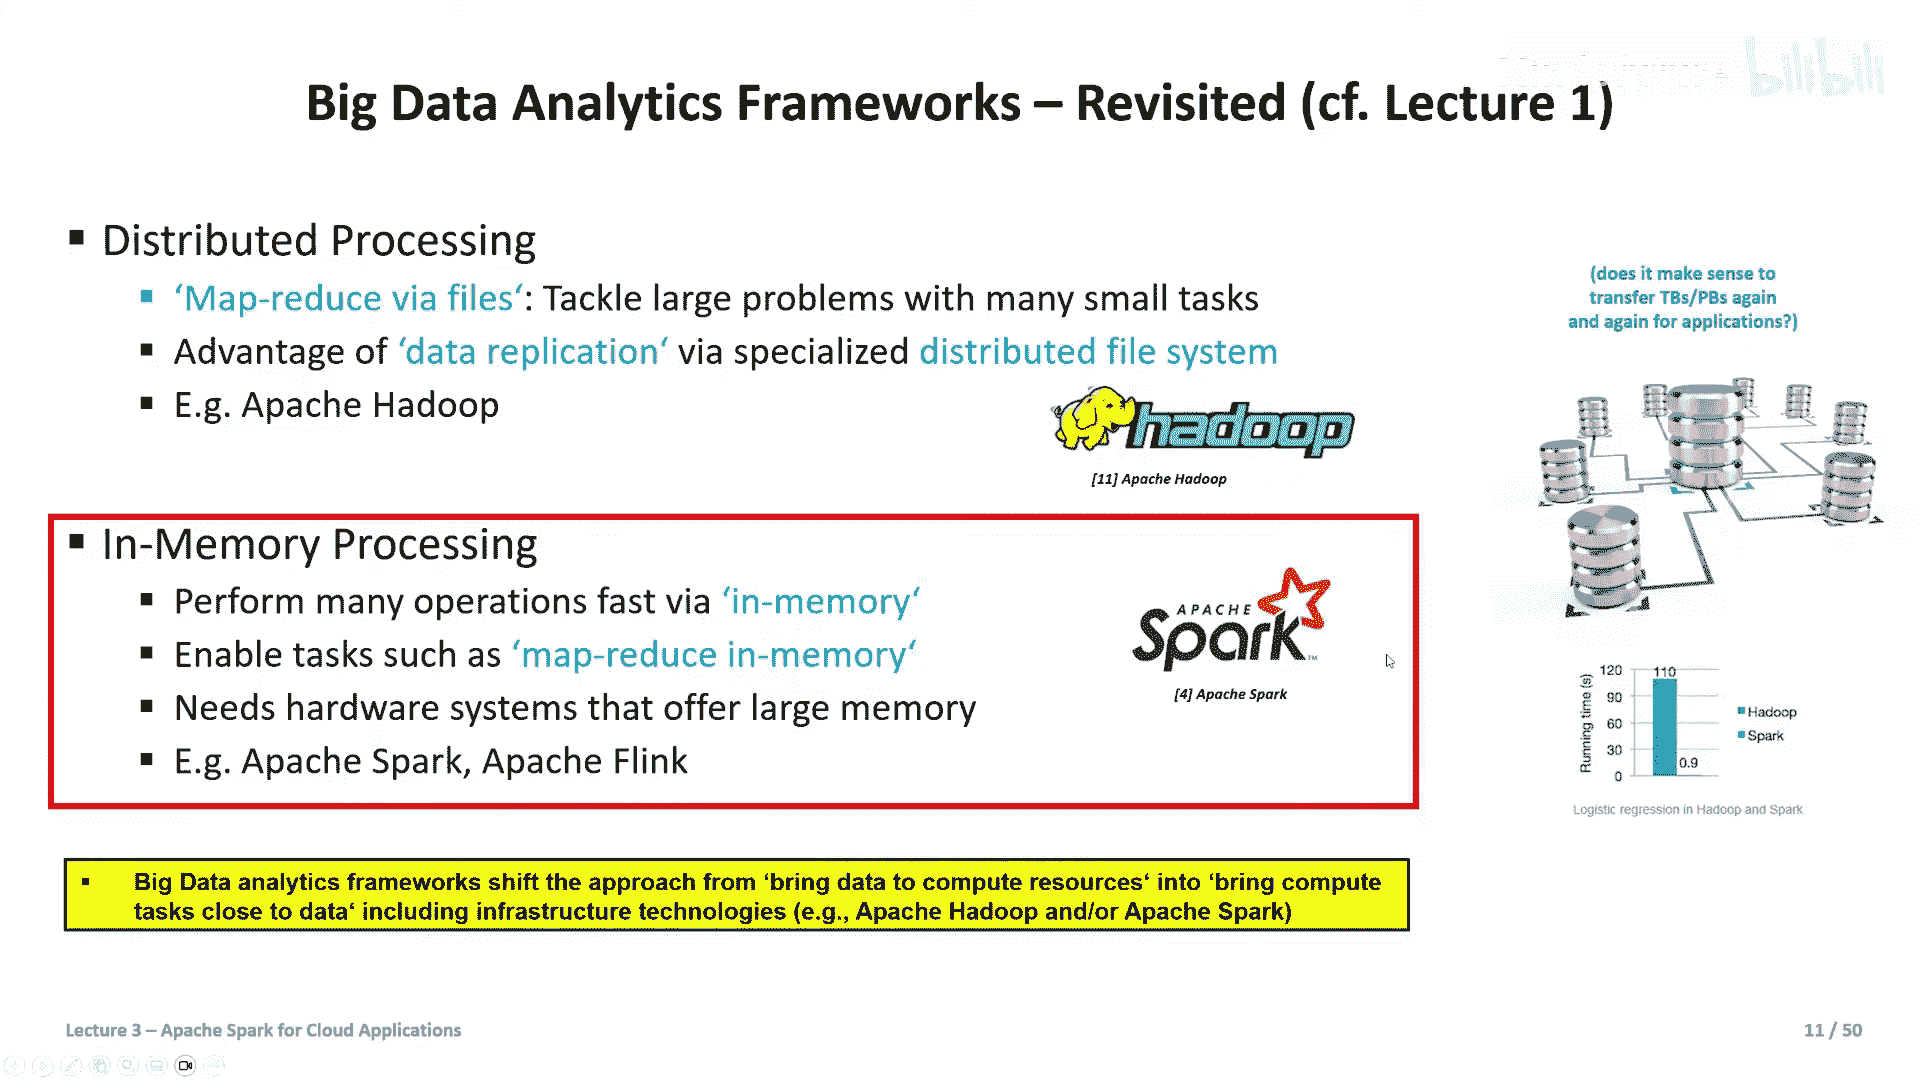 bilibili
Big Data Analytics Frameworks – Revisited (cf. Lecture 1)
▪ Distributed Processing
▪ ‘Map-reduce via files‘: Tackle large problems with many small tasks
▪ Advantage of ‘data replication‘ via specialized distributed file system
▪ E.g. Apache Hadoop
hadoop
[11] Apache Hadoop
▪ In-Memory Processing
▪ Perform many operations fast via ‘in-memory‘
▪ Enable tasks such as ‘map-reduce in-memory‘
▪ Needs hardware systems that offer large memory
▪ E.g. Apache Spark, Apache Flink
APACHE
Spark™
[4] Apache Spark
(does it make sense to
transfer TBs/PBs again
and again for applications?)
Running time (s)
120
90
60
30
0
110
0.9
Hadoop
Spark
Logistic regression in Hadoop and Spark
▪ Big Data analytics frameworks shift the approach from ‘bring data to compute resources‘ into ‘bring compute
tasks close to data‘ including infrastructure technologies (e.g., Apache Hadoop and/or Apache Spark)
Lecture 3 – Apache Spark for Cloud Applications
11 / 50